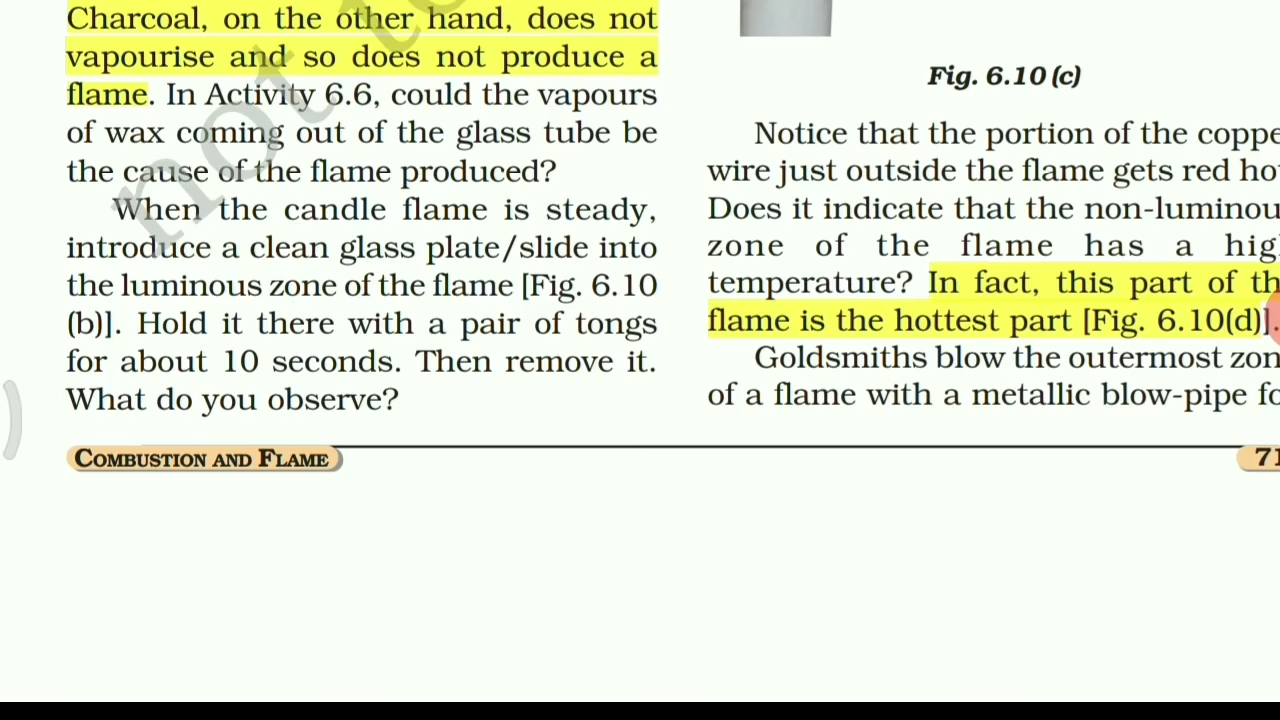 Charcoal, on the other hand, does not
vapourise and so does not produce a
flame. In Activity 6.6, could the vapours
of wax coming out of the glass tube be
the cause of the flame produced?
When the candle flame is steady,
introduce a clean glass plate/slide into
the luminous zone of the flame [Fig. 6.10
(b)]. Hold it there with a pair of tongs
for about 10 seconds. Then remove it.
What do you observe?
Fig. 6.10 (c)
Notice that the portion of the coppe
wire just outside the flame gets red ho
Does it indicate that the non-luminou
zone of the flame has a hig
temperature? In fact, this part of th
flame is the hottest part [Fig. 6.10(d)].
Goldsmiths blow the outermost zon
of a flame with a metallic blow-pipe fo
COMBUSTION AND FLAME
71
not to